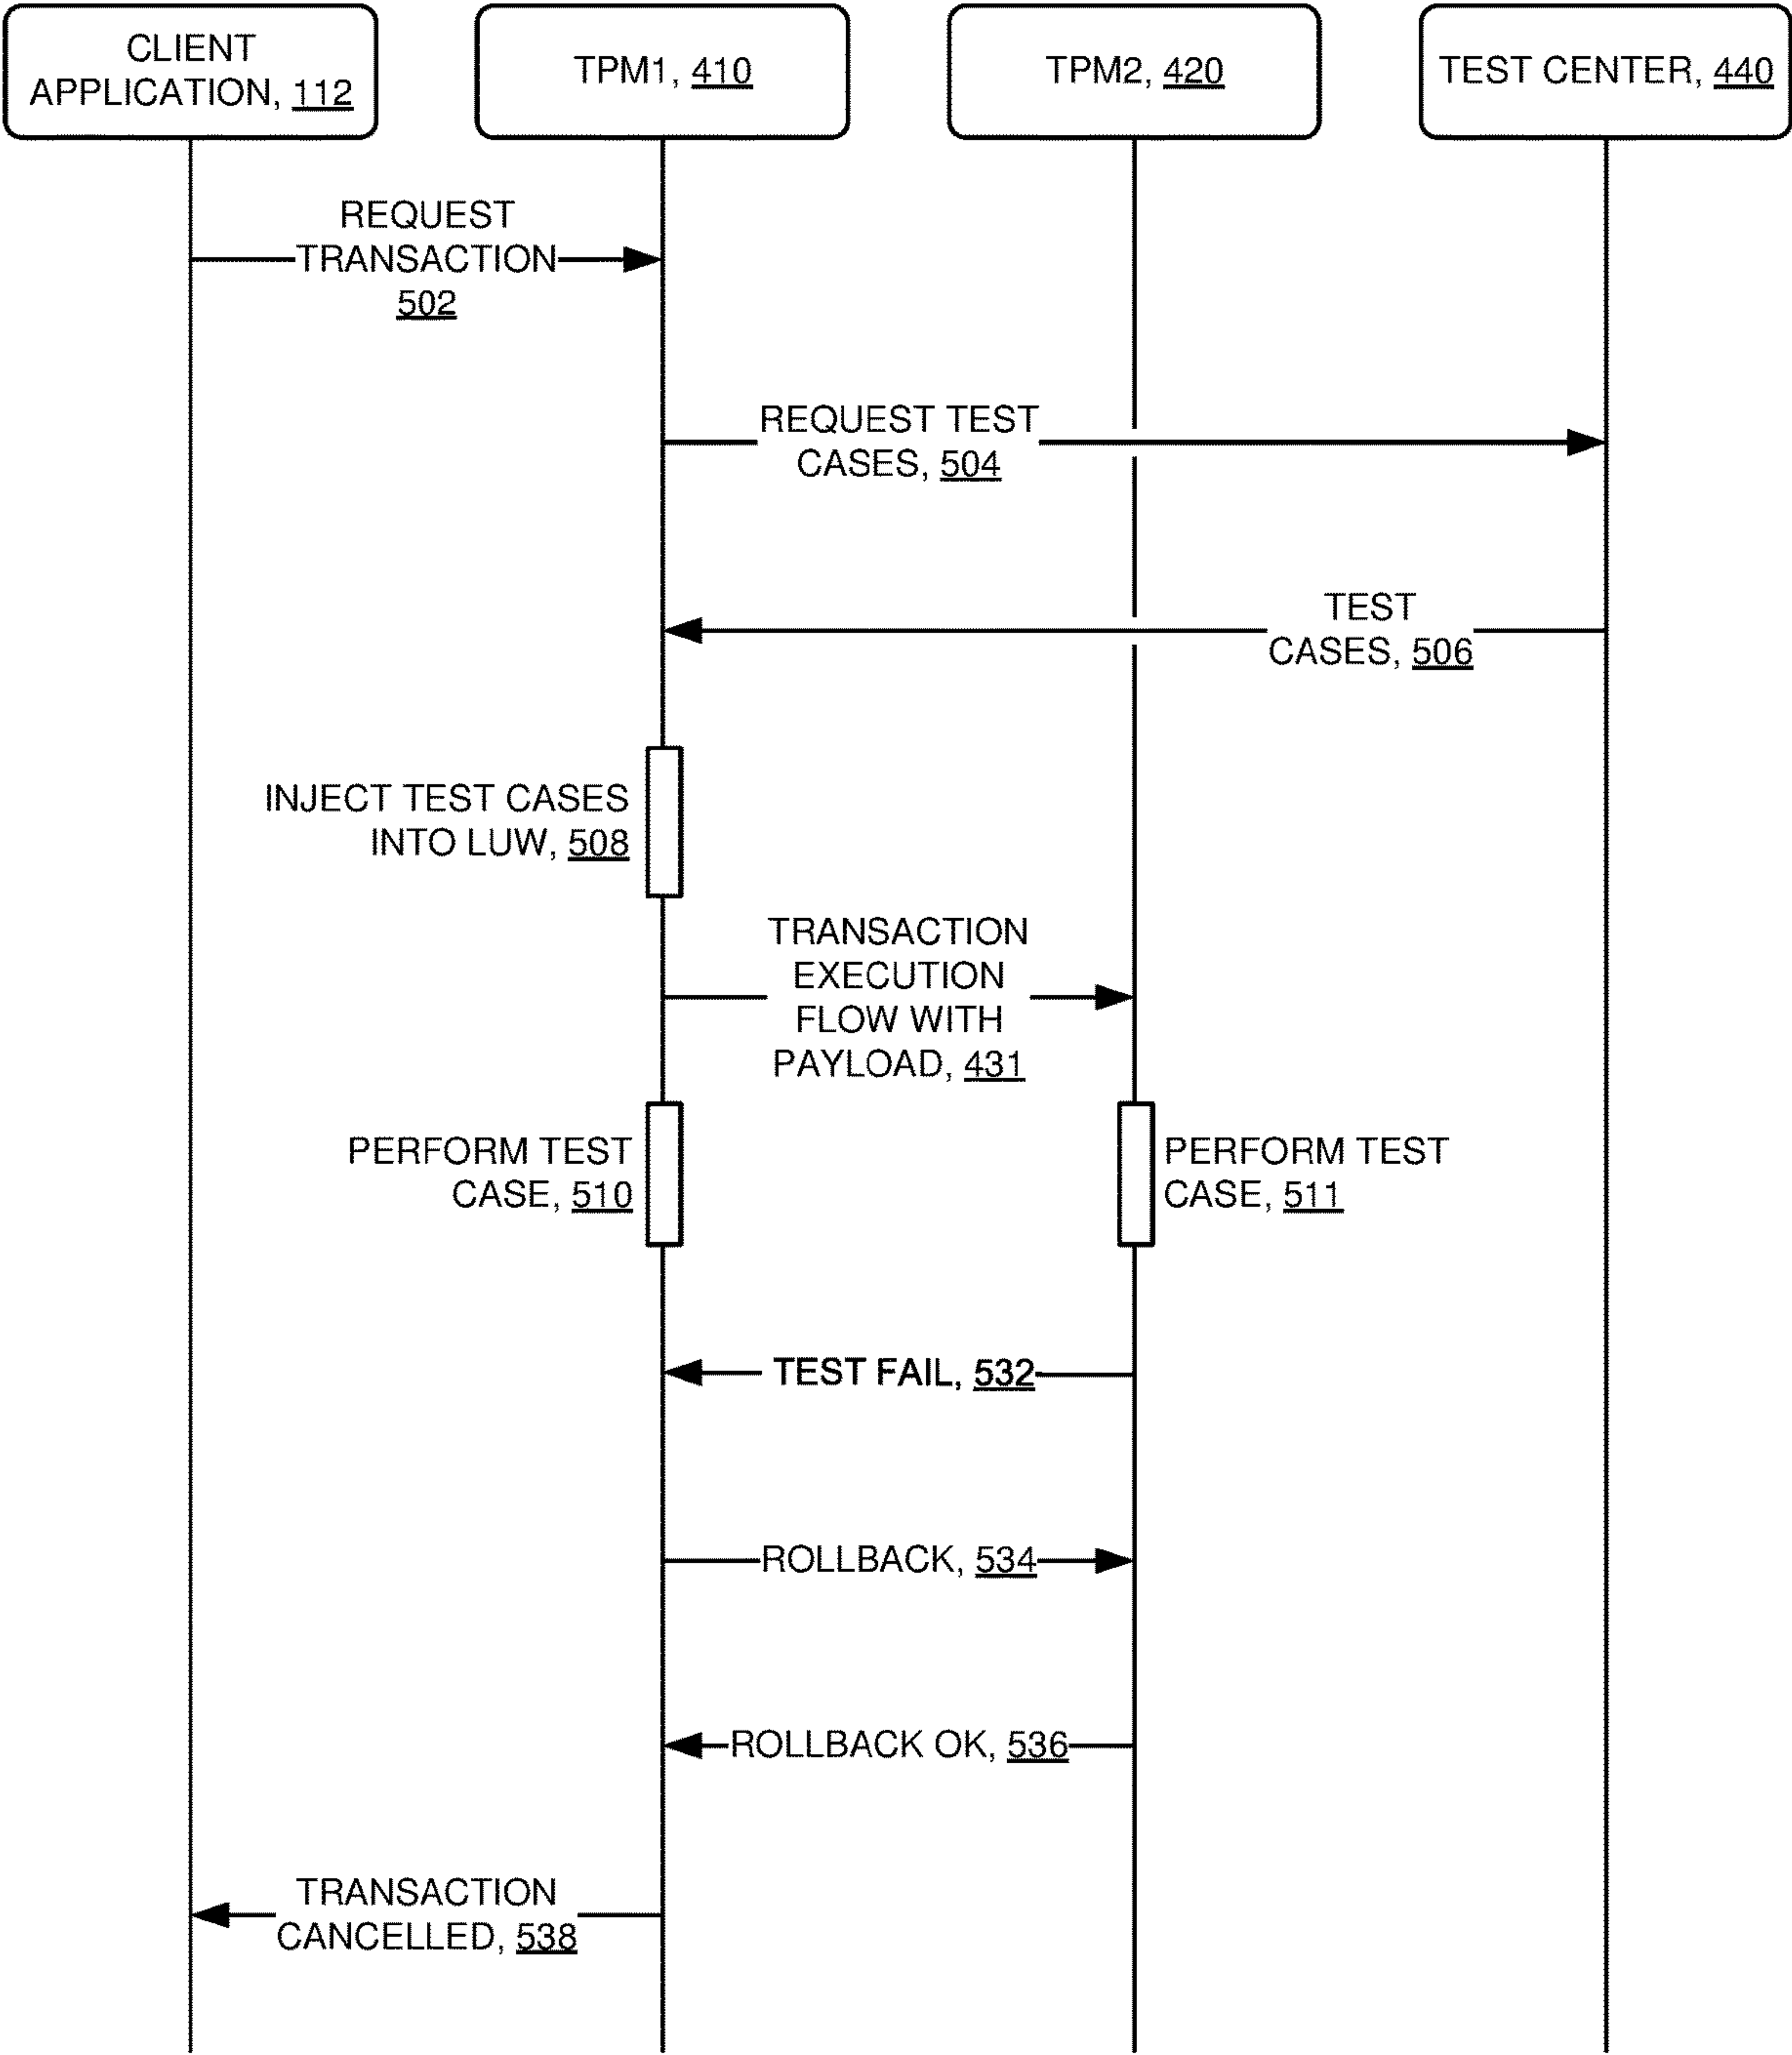 CLIENT
APPLICATION, 112
TPM1, 410
TPM2, 420
TEST CENTER, 440
REQUEST
TRANSACTION
502
REQUEST TEST
CASES, 504
TEST
CASES, 506
INJECT TEST CASES
INTO LUW, 508
TRANSACTION
EXECUTION
FLOW WITH
PAYLOAD, 431
PERFORM TEST
CASE, 510
PERFORM TEST
CASE, 511
TEST FAIL, 532
ROLLBACK, 534
ROLLBACK OK, 536
TRANSACTION
CANCELLED, 538